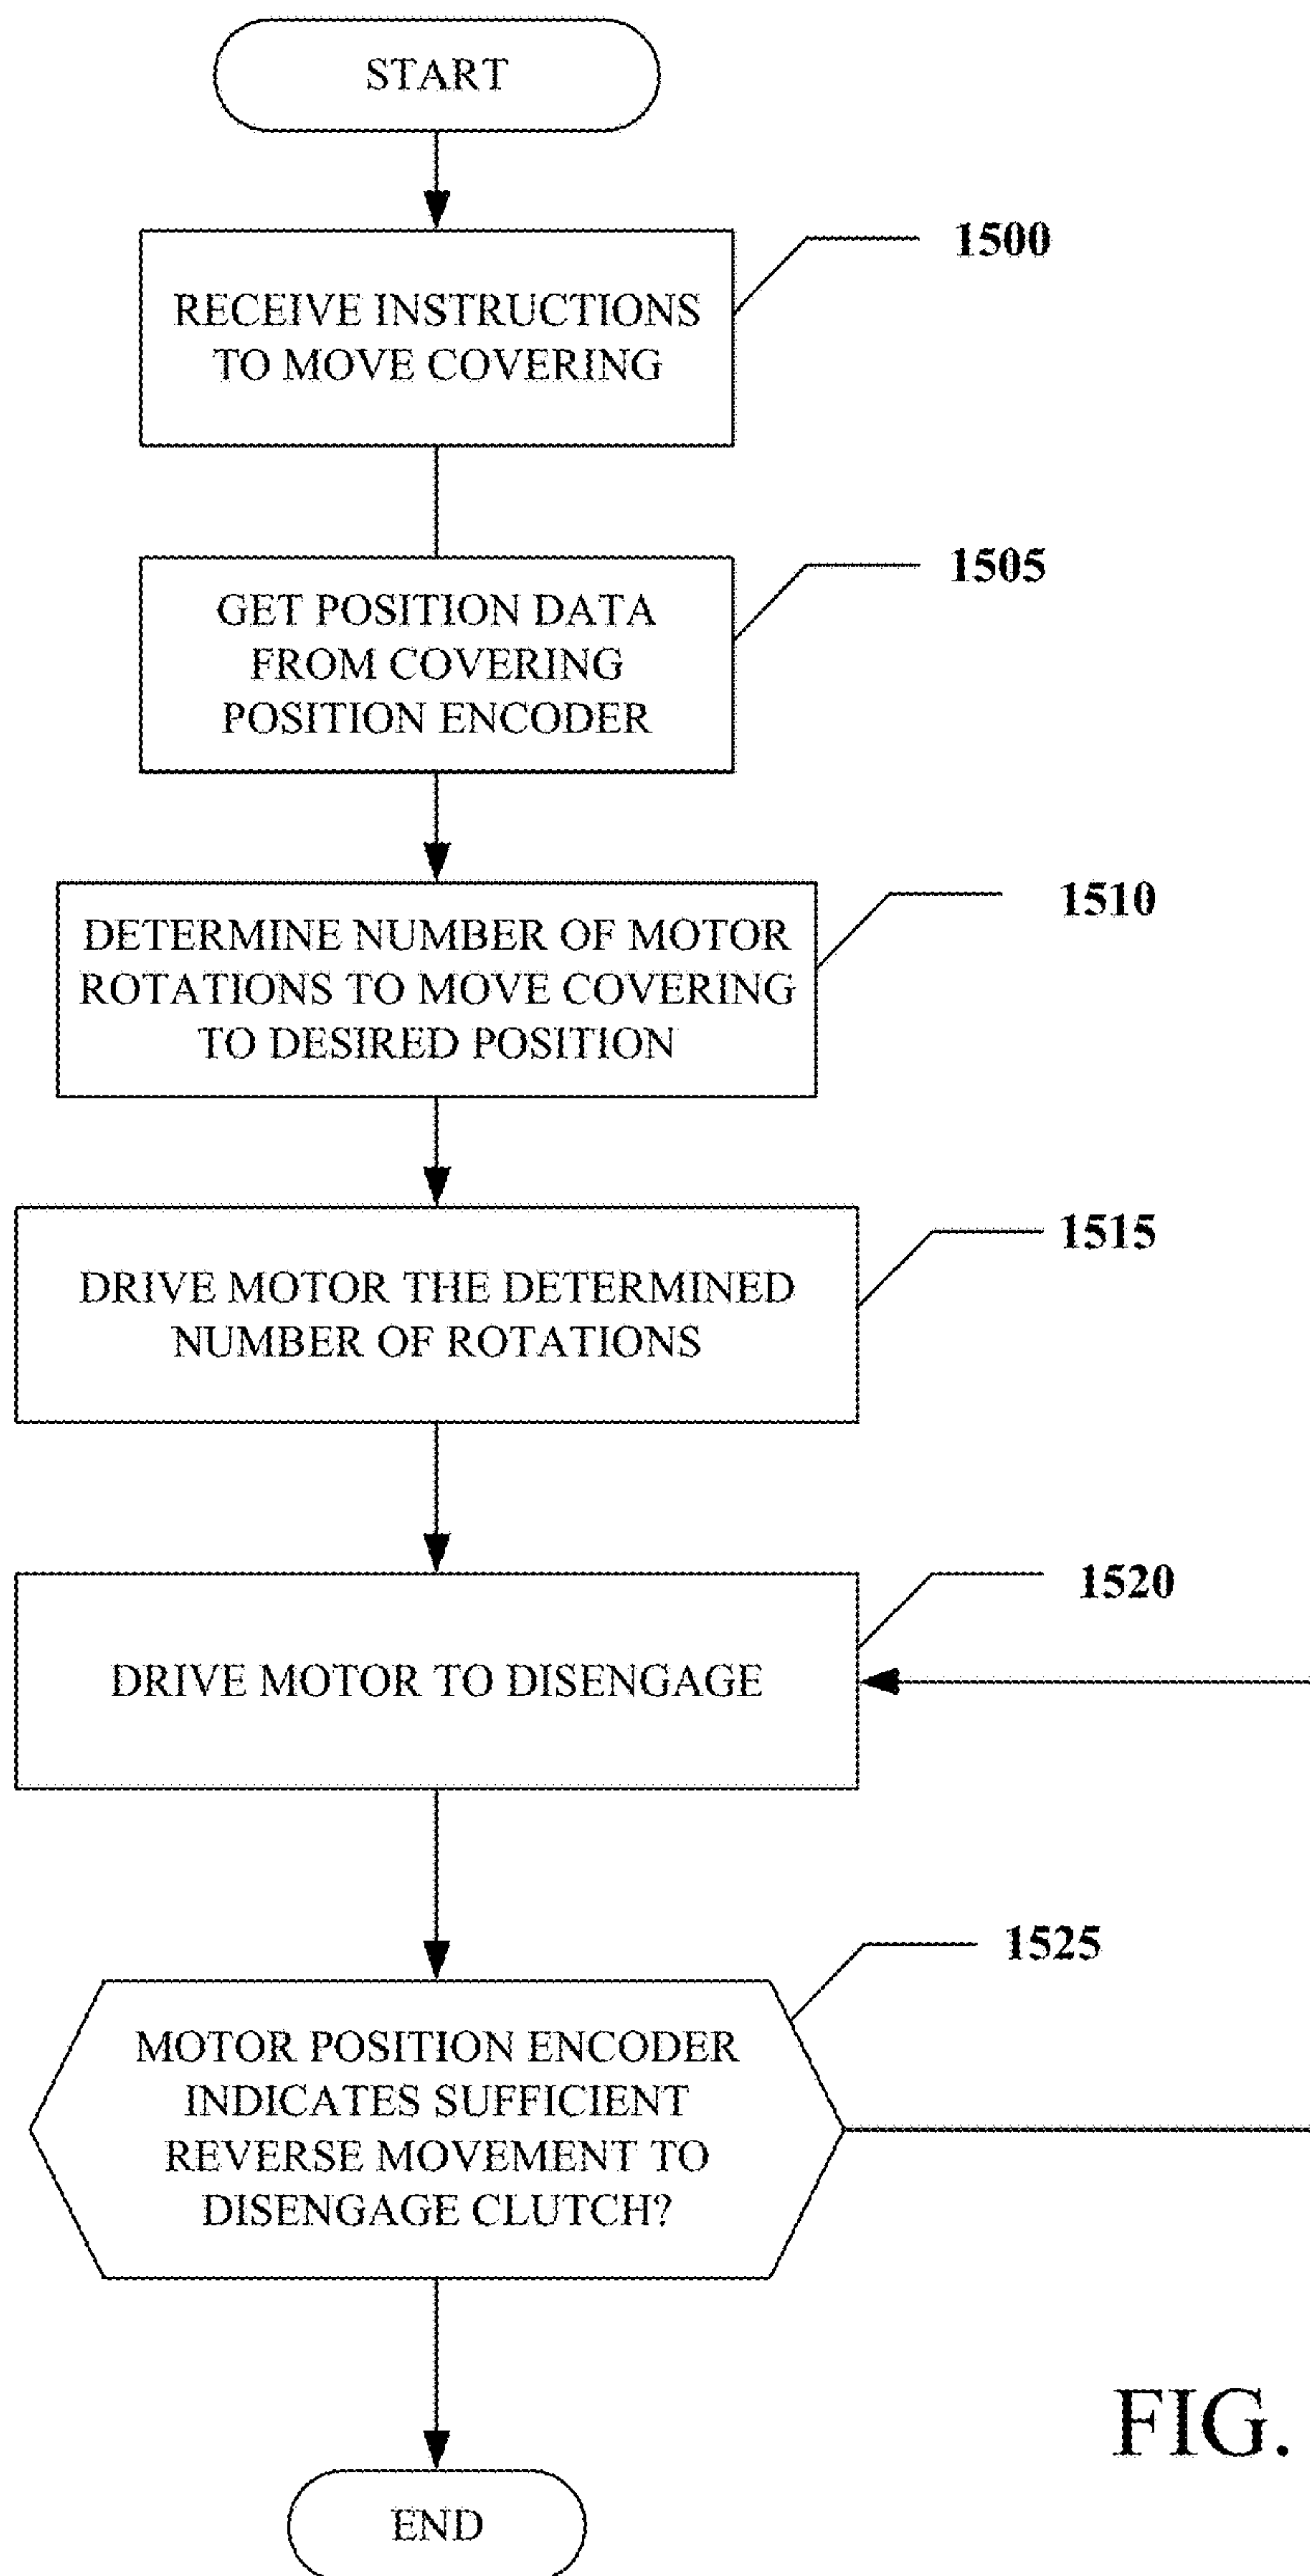 START
1500
RECEIVE INSTRUCTIONS
TO MOVE COVERING
1505
GET POSITION DATA
FROM COVERING
POSITION ENCODER
1510
DETERMINE NUMBER OF MOTOR
ROTATIONS TO MOVE COVERING
TO DESIRED POSITION
1515
DRIVE MOTOR THE DETERMINED
NUMBER OF ROTATIONS
1520
DRIVE MOTOR TO DISENGAGE
1525
MOTOR POSITION ENCODER
INDICATES SUFFICIENT
REVERSE MOVEMENT TO
DISENGAGE CLUTCH?
FIG.
END